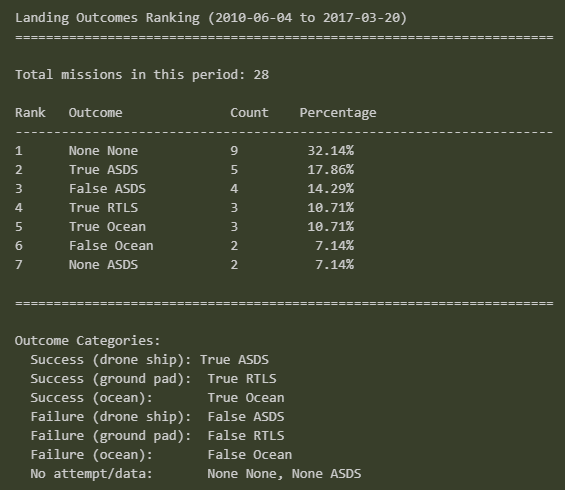 Landing Outcomes Ranking (2010-06-04 to 2017-03-20)
======================================================================
Total missions in this period: 28
Rank   Outcome              Count    Percentage
----------------------------------------------------------------------
1      None None            9         32.14%
2      True ASDS            5         17.86%
3      False ASDS           4         14.29%
4      True RTLS            3         10.71%
5      True Ocean           3         10.71%
6      False Ocean          2          7.14%
7      None ASDS            2          7.14%
======================================================================
Outcome Categories:
  Success (drone ship): True ASDS
  Success (ground pad):  True RTLS
  Success (ocean):       True Ocean
  Failure (drone ship):  False ASDS
  Failure (ground pad):  False RTLS
  Failure (ocean):       False Ocean
  No attempt/data:       None None, None ASDS